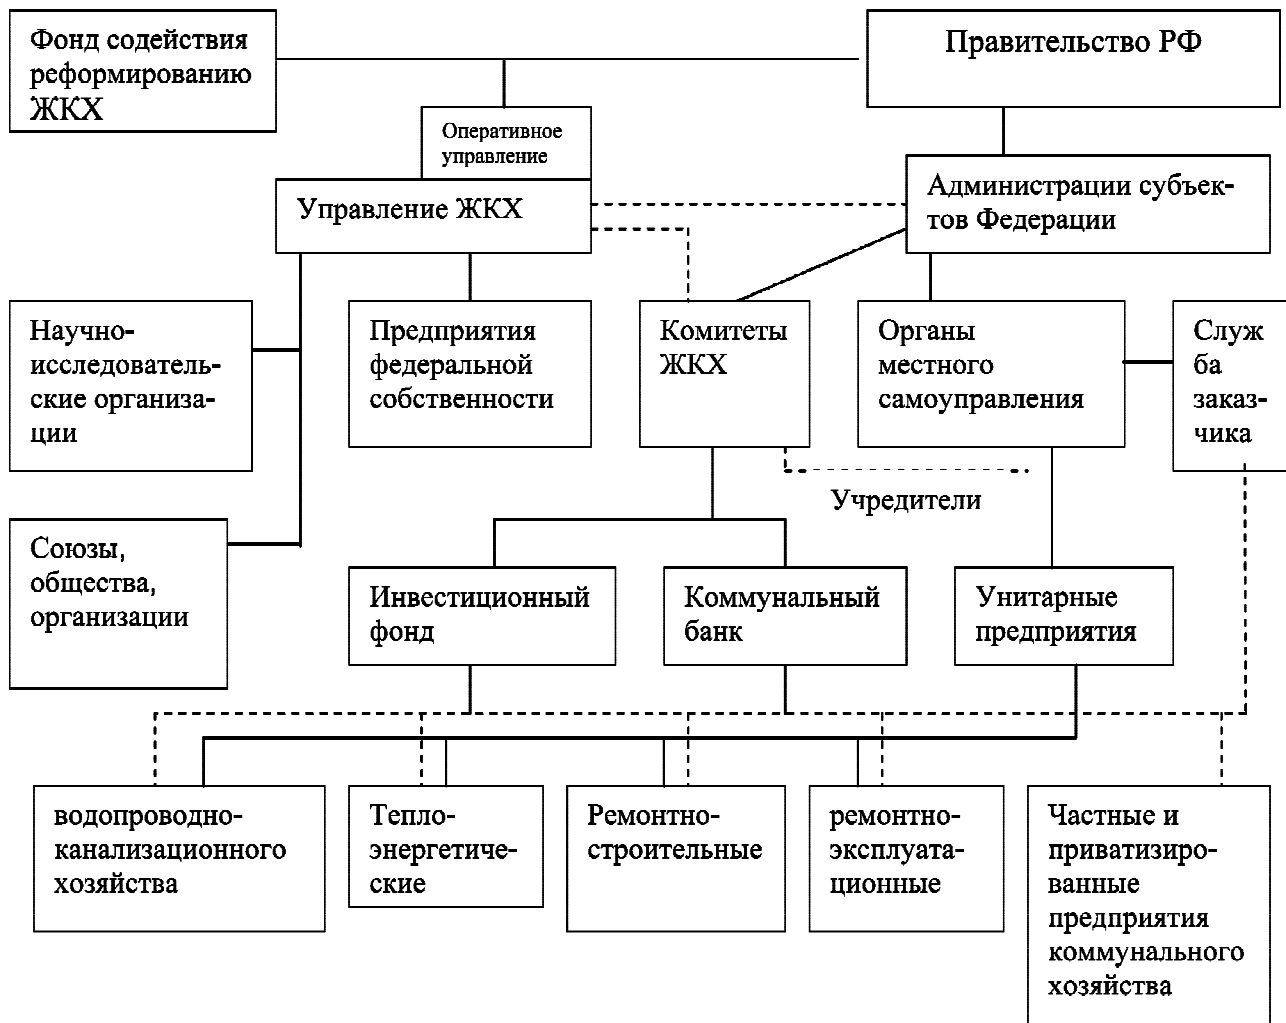 Фонд содействия
реформированию
ЖКХ
Правительство РФ
Оперативное
управление
Управление ЖКХ
Администрации субъек-
тов Федерации
Научно-
исследователь-
ские организа-
ции
Предприятия
федеральной
собственности
Комитеты
ЖКХ
Органы
местного
самоуправления
Служ
ба
заказ-
чика
Учредители
Союзы,
общества,
организации
Инвестиционный
фонд
Коммунальный
банк
Унитарные
предприятия
водопроводно-
канализационного
хозяйства
Тепло-
энергетиче-
ские
Ремонтно-
строительные
ремонтно-
эксплуата-
ционные
Частные и
приватизиро-
ванные
предприятия
коммунального
хозяйства